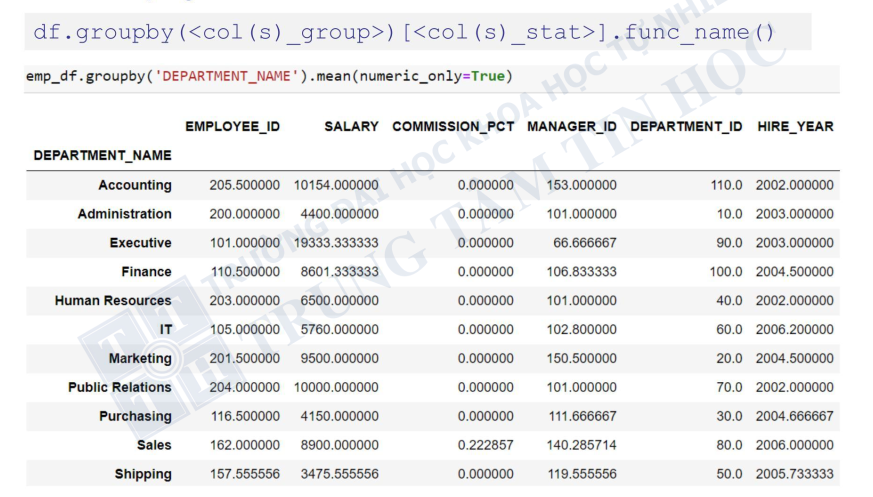 df.groupby(<col(s)_group>)[<col(s)_stat>].func_name()
emp_df.groupby('DEPARTMENT_NAME').mean(numeric_only=True)
EMPLOYEE_ID SALARY COMMISSION_PCT MANAGER_ID DEPARTMENT_ID HIRE_YEAR
DEPARTMENT_NAME
Accounting 205.500000 10154.000000 0.000000 153.000000 110.0 2002.000000
Administration 200.000000 4400.000000 0.000000 101.000000 10.0 2003.000000
Executive 101.000000 19333.333333 0.000000 66.666667 90.0 2003.000000
Finance 110.500000 8601.333333 0.000000 106.833333 100.0 2004.500000
Human Resources 203.000000 6500.000000 0.000000 101.000000 40.0 2002.000000
IT 105.000000 5760.000000 0.000000 102.800000 60.0 2006.200000
Marketing 201.500000 9500.000000 0.000000 150.500000 20.0 2004.500000
Public Relations 204.000000 10000.000000 0.000000 101.000000 70.0 2002.000000
Purchasing 116.500000 4150.000000 0.000000 111.666667 30.0 2004.666667
Sales 162.000000 8900.000000 0.222857 140.285714 80.0 2006.000000
Shipping 157.555556 3475.555556 0.000000 119.555556 50.0 2005.733333
TRƯỜNG ĐẠI HỌC KHOA HỌC TỰ NHIÊN
TRUNG TÂM TIN HỌC